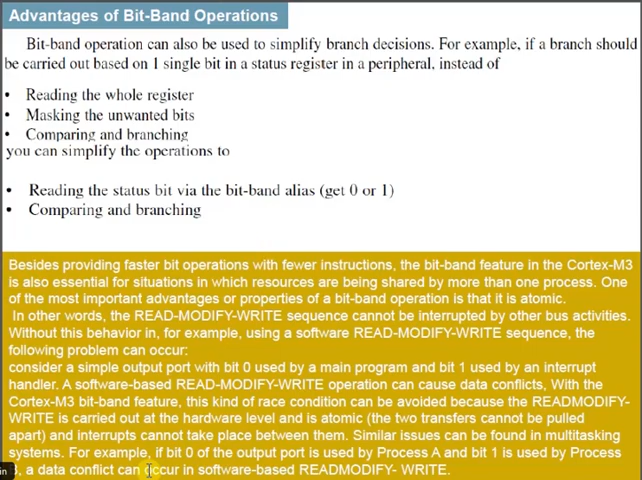 Advantages of Bit-Band Operations
Bit-band operation can also be used to simplify branch decisions. For example, if a branch should
be carried out based on 1 single bit in a status register in a peripheral, instead of
• Reading the whole register
• Masking the unwanted bits
• Comparing and branching
you can simplify the operations to
• Reading the status bit via the bit-band alias (get 0 or 1)
• Comparing and branching
Besides providing faster bit operations with fewer instructions, the bit-band feature in the Cortex-M3
is also essential for situations in which resources are being shared by more than one process. One
of the most important advantages or properties of a bit-band operation is that it is atomic.
In other words, the READ-MODIFY-WRITE sequence cannot be interrupted by other bus activities.
Without this behavior in, for example, using a software READ-MODIFY-WRITE sequence, the
following problem can occur:
consider a simple output port with bit 0 used by a main program and bit 1 used by an interrupt
handler. A software-based READ-MODIFY-WRITE operation can cause data conflicts, With the
Cortex-M3 bit-band feature, this kind of race condition can be avoided because the READMODIFY-
WRITE is carried out at the hardware level and is atomic (the two transfers cannot be pulled
apart) and interrupts cannot take place between them. Similar issues can be found in multitasking
systems. For example, if bit 0 of the output port is used by Process A and bit 1 is used by Process
, a data conflict can occur in software-based READMODIFY- WRITE.